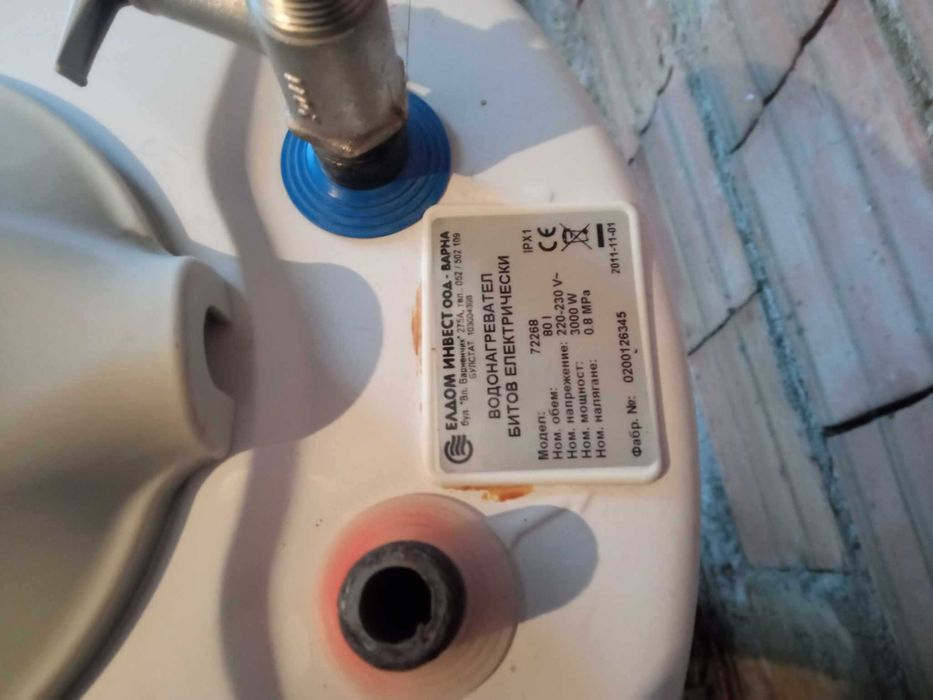 ЕЛДОМ ИНВЕСТ ООД - ВАРНА
бул. "Вл. Варненчик" 275А, тел.: 052 / 502 109
БУЛСТАТ: 103004398
ВОДОНАГРЕВАТЕЛ
БИТОВ ЕЛЕКТРИЧЕСКИ
IPX1
CE
Модел: 72268
Ном. обем: 80 l
Ном. напрежение: 220-230 V~
Ном. мощност: 3000 W
Ном. налягане: 0.8 MPa
2011-11-01
Фабр. №: 0200126345